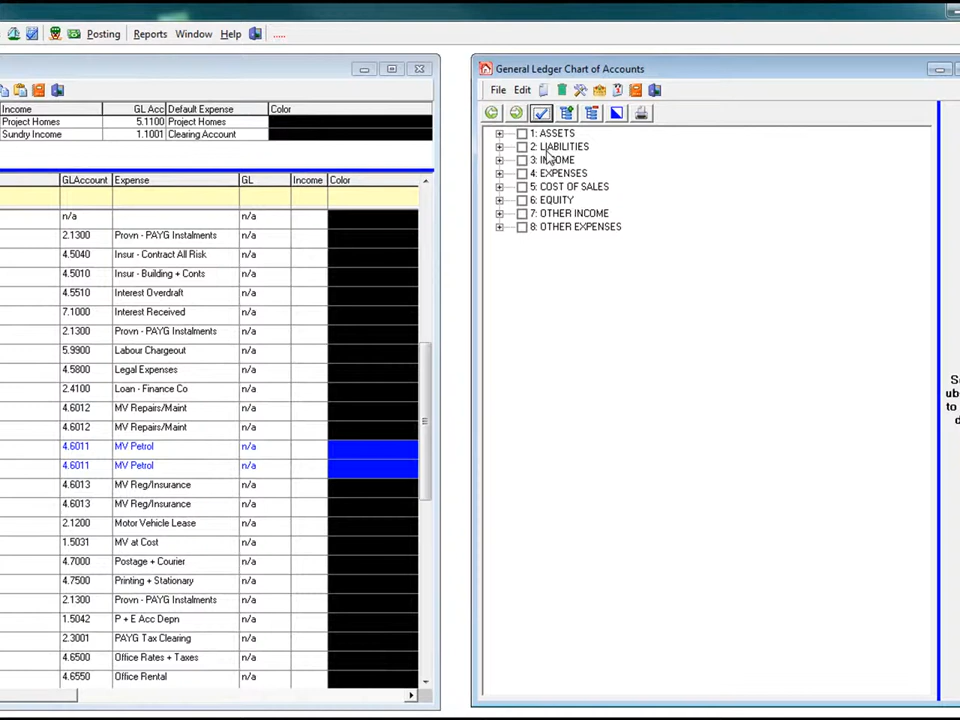 Posting Reports Window Help .....
Income GL Acc Default Expense Color
Project Homes 5.1100 Project Homes
Sundry Income 1.1001 Clearing Account
GLAccount Expense GL Income Color
n/a
2.1300 Provn - PAYG Instalments n/a
4.5040 Insur - Contract All Risk n/a
4.5010 Insur - Building + Conts n/a
4.5510 Interest Overdraft n/a
7.1000 Interest Received n/a
2.1300 Provn - PAYG Instalments n/a
5.9900 Labour Chargeout n/a
4.5800 Legal Expenses n/a
2.4100 Loan - Finance Co n/a
4.6012 MV Repairs/Maint n/a
4.6012 MV Repairs/Maint n/a
4.6011 MV Petrol n/a
4.6011 MV Petrol n/a
4.6013 MV Reg/Insurance n/a
4.6013 MV Reg/Insurance n/a
2.1200 Motor Vehicle Lease n/a
1.5031 MV at Cost n/a
4.7000 Postage + Courier n/a
4.7500 Printing + Stationary n/a
2.1300 Provn - PAYG Instalments n/a
1.5042 P + E Acc Depn n/a
2.3001 PAYG Tax Clearing n/a
4.6500 Office Rates + Taxes n/a
4.6550 Office Rental n/a
General Ledger Chart of Accounts
File Edit
1: ASSETS
2: LIABILITIES
3: INCOME
4: EXPENSES
5: COST OF SALES
6: EQUITY
7: OTHER INCOME
8: OTHER EXPENSES
to